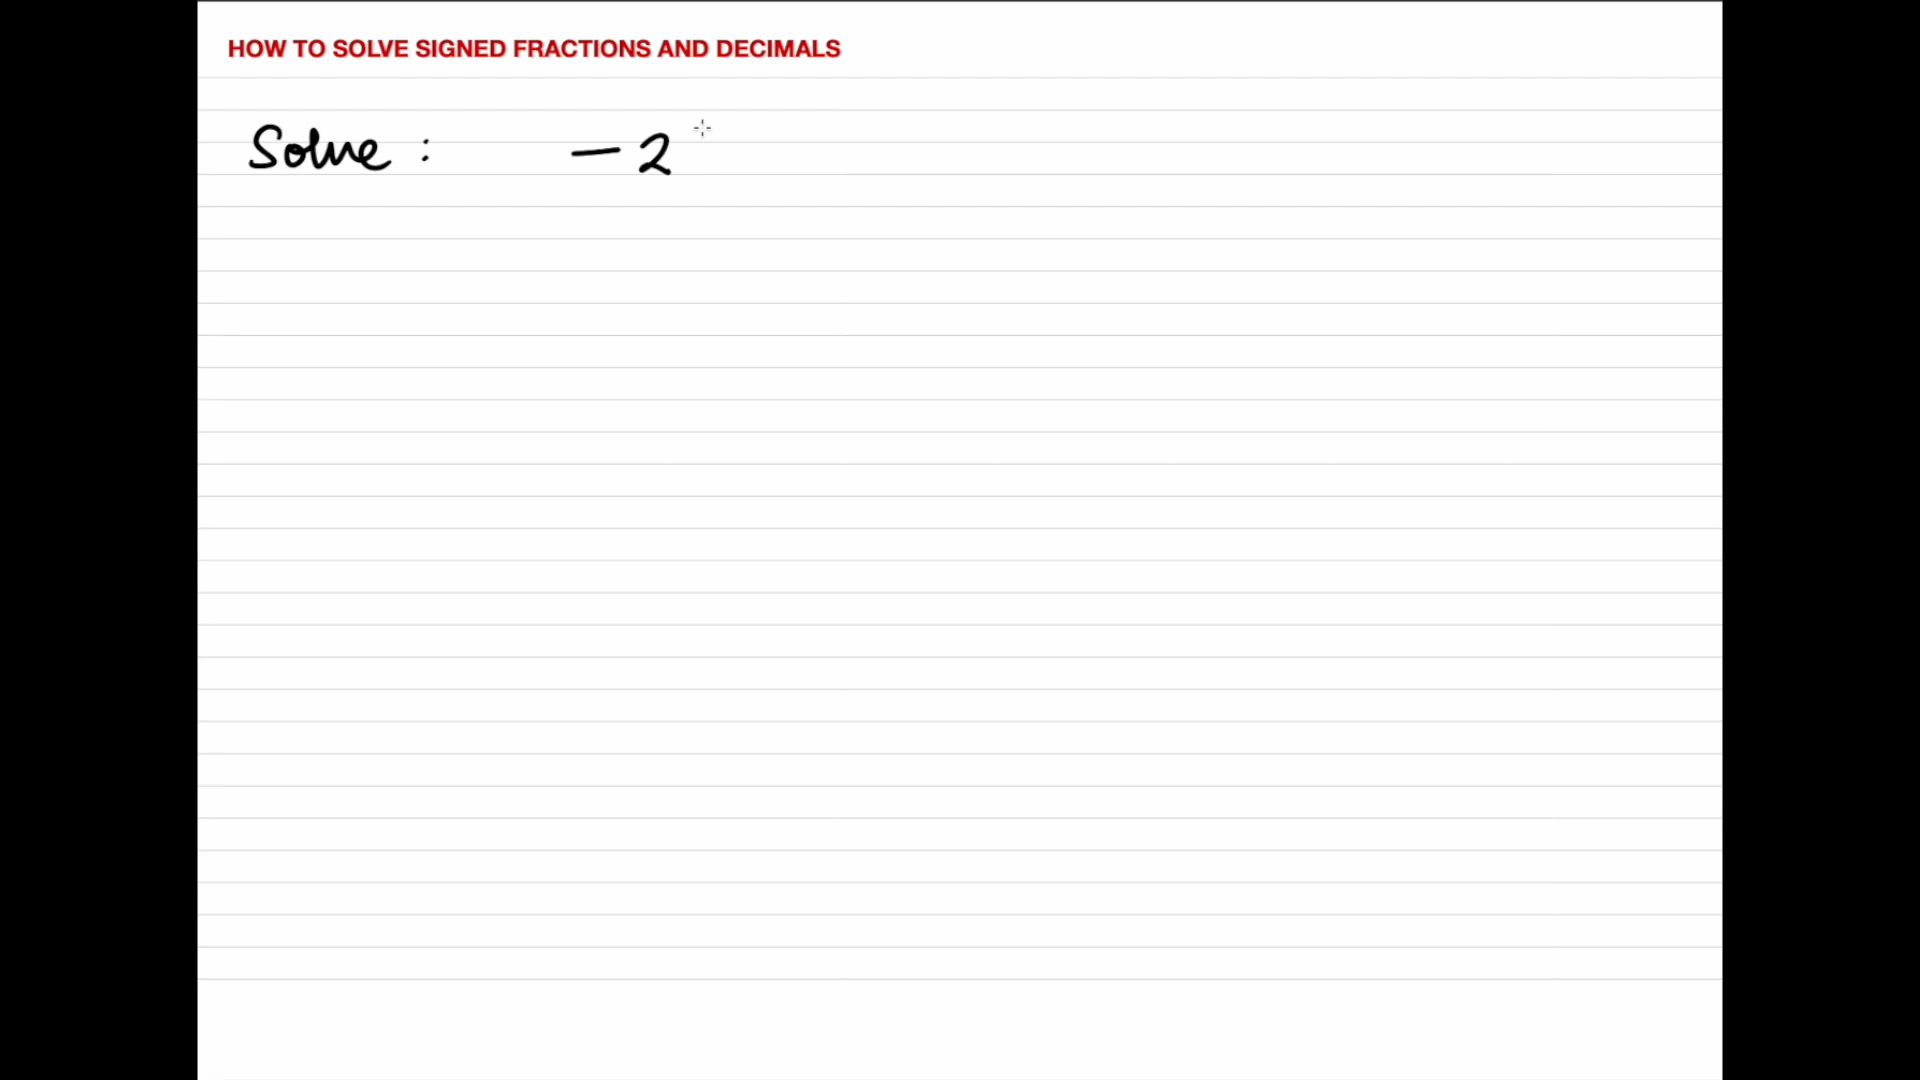 HOW TO SOLVE SIGNED FRACTIONS AND DECIMALS
Solve : - 2